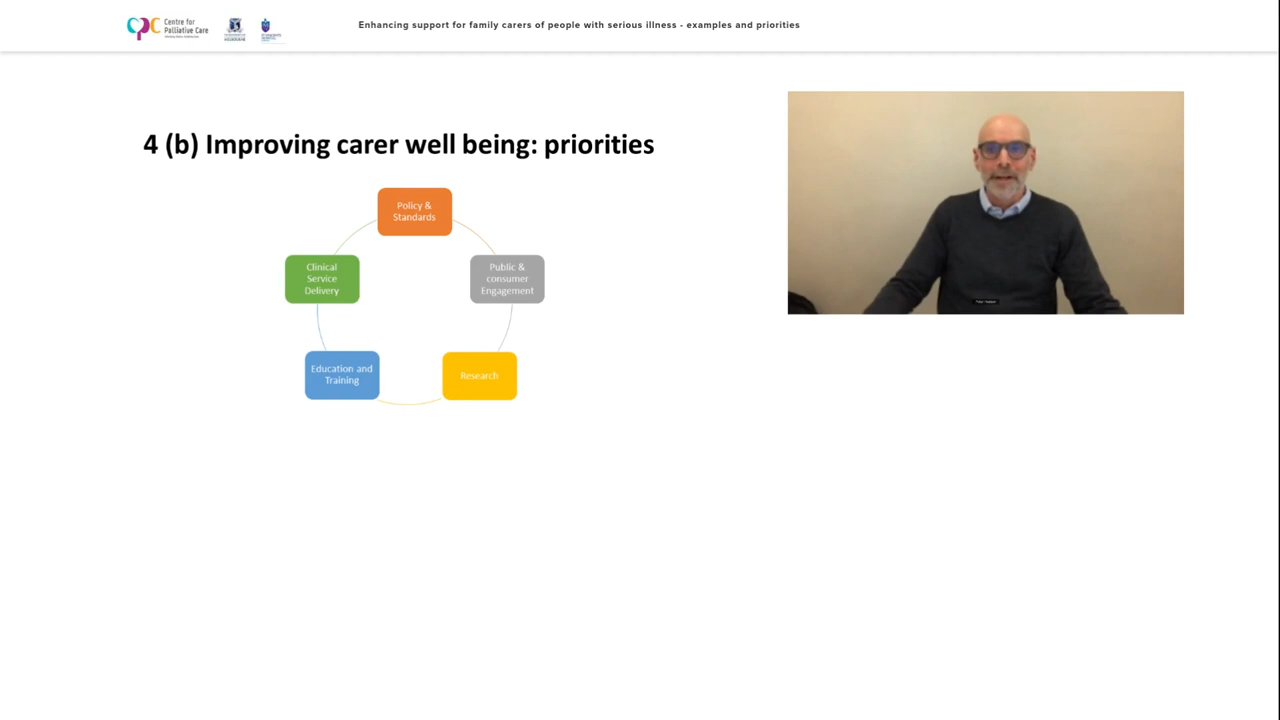 Centre for
Palliative Care
Enhancing support for family carers of people with serious illness - examples and priorities
4 (b) Improving carer well being: priorities
Policy &
Standards
Clinical
Service
Delivery
Public &
consumer
Engagement
Education and
Training
Research